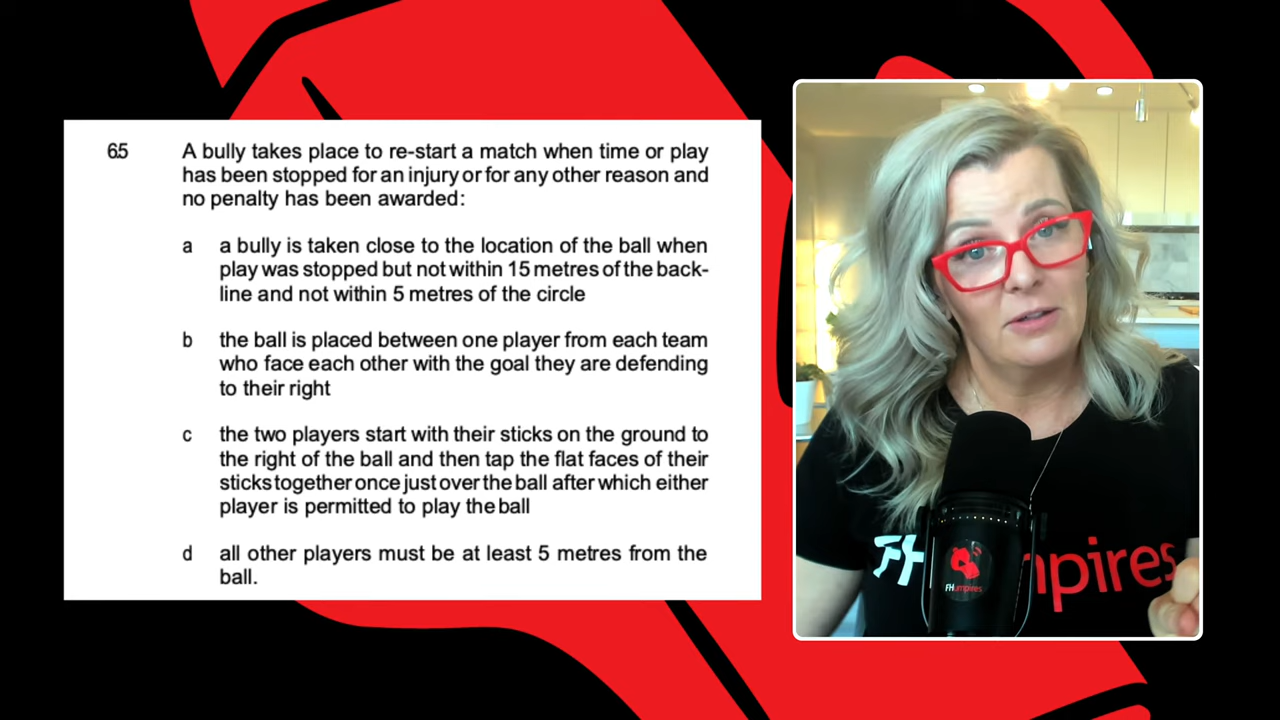 6.5 A bully takes place to re-start a match when time or play
has been stopped for an injury or for any other reason and
no penalty has been awarded:
a a bully is taken close to the location of the ball when
play was stopped but not within 15 metres of the back-
line and not within 5 metres of the circle
b the ball is placed between one player from each team
who face each other with the goal they are defending
to their right
c the two players start with their sticks on the ground to
the right of the ball and then tap the flat faces of their
sticks together once just over the ball after which either
player is permitted to play the ball
d all other players must be at least 5 metres from the
ball.
FH mpires
FHumpires